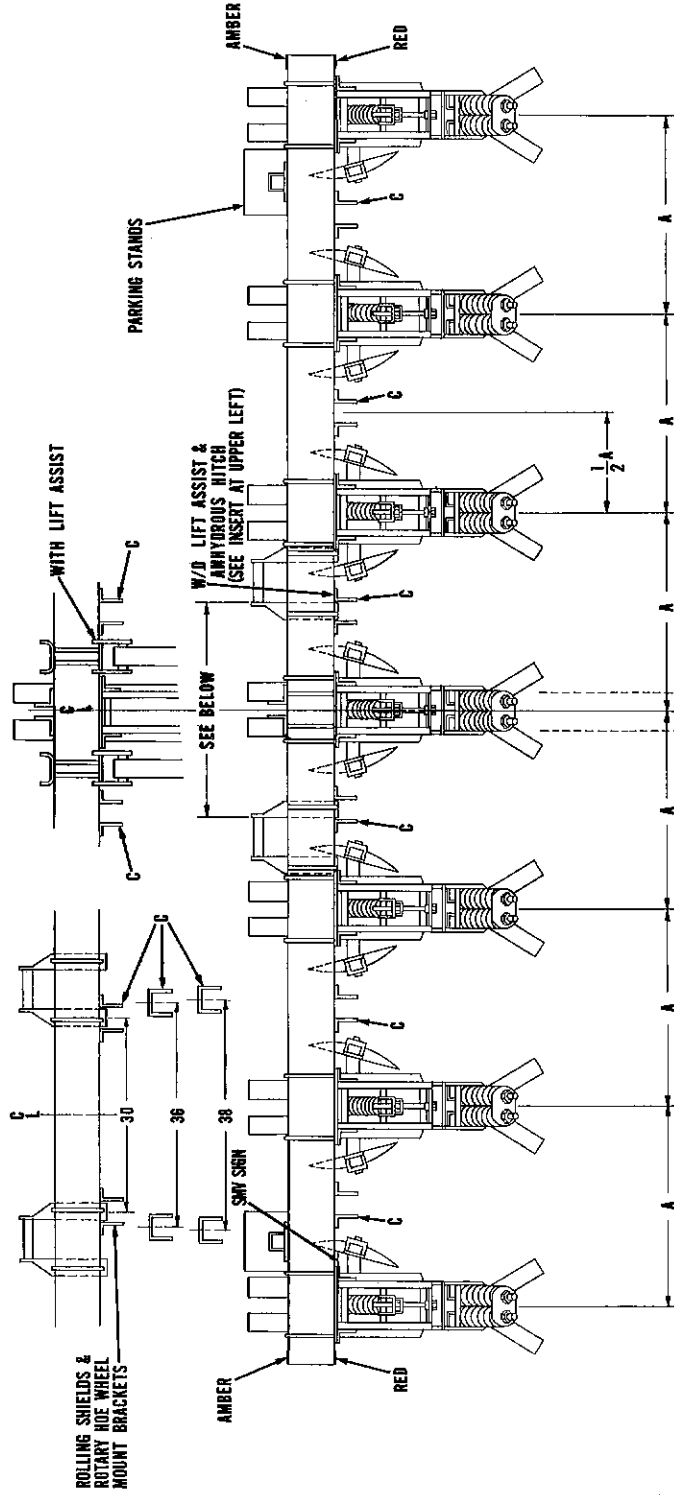 ROLLING SHIELDS &
ROTARY HOE WHEEL
MOUNT BRACKETS
C
L
30
36
38
C
WITH LIFT ASSIST
C
C
C
L
SEE BELOW
PARKING STANDS
W/O LIFT ASSIST &
ANHYDROUS HITCH
(SEE INSERT AT UPPER LEFT)
SMV SIGN
AMBER
RED
AMBER
RED
C
C
C
C
C
C
1/2 A
A
A
A
A
A
A